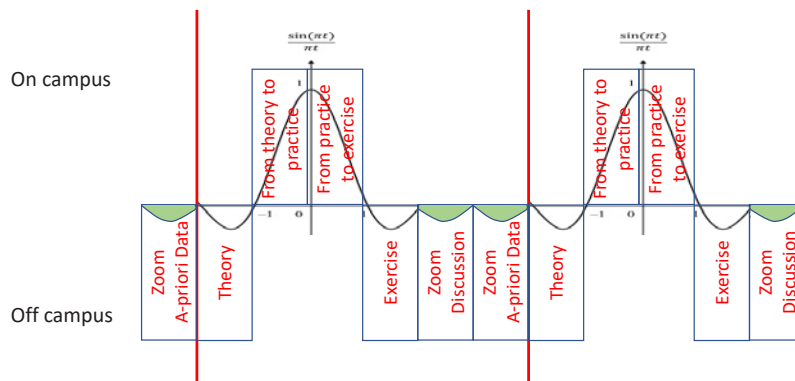 sin(πt)
πt
sin(πt)
πt
On campus
1
From theory to
practice
From practice
to exercise
1
From theory to
practice
From practice
to exercise
−1
0
1
−1
0
1
Zoom
A-priori Data
Theory
Exercise
Zoom
Discussion
Zoom
A-priori Data
Theory
Exercise
Zoom
Discussion
Off campus